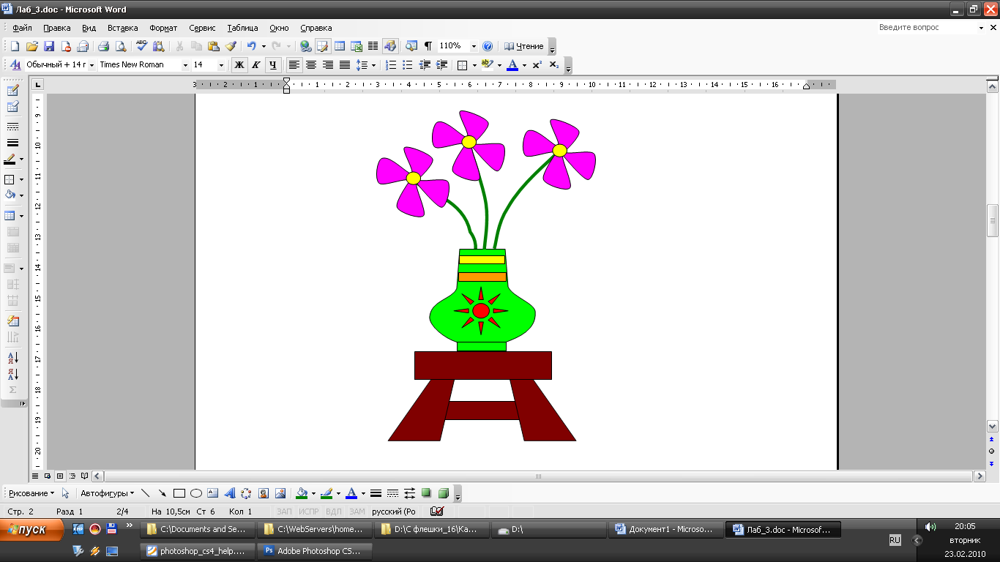 Лаб_3.doc - Microsoft Word
Файл Правка Вид Вставка Формат Сервис Таблица Окно Справка Введите вопрос
110% Чтение
Обычный + 14 г Times New Roman 14 Ж К Ч
3 2 1 1 2 3 4 5 6 7 8 9 10 11 12 13 14 15 16
9
10
11
12
13
14
15
16
17
18
19
20
Рисование Автофигуры
Стр. 2 Разд 1 2/4 На 10,5см Ст 6 Кол 1 ЗАП ИСПР ВДЛ ЗАМ русский (Ро
пуск C:\Documents and Se... C:\WebServers\home... D:\С флешки_16\Ка... D:\ Документ1 - Microso... Лаб_3.doc - Microsof... 20:05
RU вторник
photoshop_cs4_help.... Adobe Photoshop CS... 23.02.2010